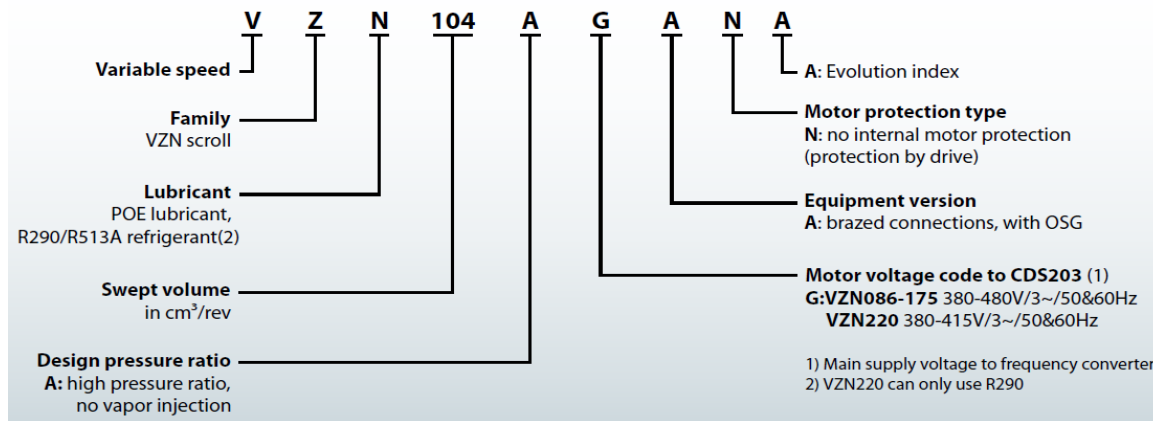 V Z N 104 A G A N A
Variable speed
Family
VZN scroll
Lubricant
POE lubricant,
R290/R513A refrigerant(2)
Swept volume
in cm³/rev
Design pressure ratio
A: high pressure ratio,
no vapor injection
A: Evolution index
Motor protection type
N: no internal motor protection
(protection by drive)
Equipment version
A: brazed connections, with OSG
Motor voltage code to CDS203 (1)
G:VZN086-175 380-480V/3~/50&60Hz
VZN220 380-415V/3~/50&60Hz
1) Main supply voltage to frequency converter
2) VZN220 can only use R290